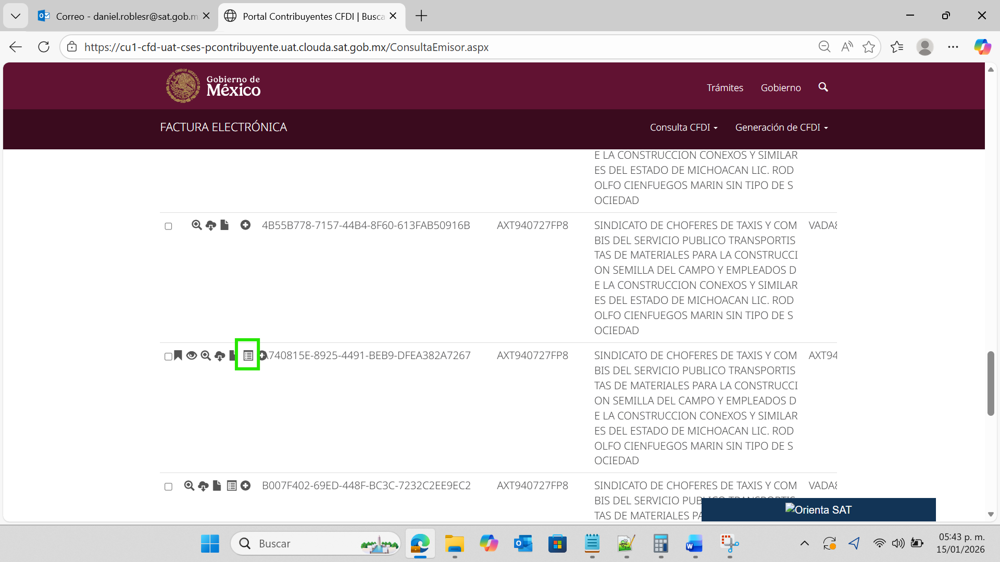 Correo - daniel.roblesr@sat.gob.m
Portal Contribuyentes CFDI | Busca
https://cu1-cfd-uat-cses-pcontribuyente.uat.clouda.sat.gob.mx/ConsultaEmisor.aspx
Gobierno de
México
Trámites
Gobierno
FACTURA ELECTRÓNICA
Consulta CFDI
Generación de CFDI
E LA CONSTRUCCION CONEXOS Y SIMILAR
ES DEL ESTADO DE MICHOACAN LIC. ROD
OLFO CIENFUEGOS MARIN SIN TIPO DE S
OCIEDAD
4B55B778-7157-44B4-8F60-613FAB50916B AXT940727FP8 SINDICATO DE CHOFERES DE TAXIS Y COM VADA8
BIS DEL SERVICIO PUBLICO TRANSPORTIS
TAS DE MATERIALES PARA LA CONSTRUCCI
ON SEMILLA DEL CAMPO Y EMPLEADOS D
E LA CONSTRUCCION CONEXOS Y SIMILAR
ES DEL ESTADO DE MICHOACAN LIC. ROD
OLFO CIENFUEGOS MARIN SIN TIPO DE S
OCIEDAD
A740815E-8925-4491-BEB9-DFEA382A7267 AXT940727FP8 SINDICATO DE CHOFERES DE TAXIS Y COM AXT94
BIS DEL SERVICIO PUBLICO TRANSPORTIS
TAS DE MATERIALES PARA LA CONSTRUCCI
ON SEMILLA DEL CAMPO Y EMPLEADOS D
E LA CONSTRUCCION CONEXOS Y SIMILAR
ES DEL ESTADO DE MICHOACAN LIC. ROD
OLFO CIENFUEGOS MARIN SIN TIPO DE S
OCIEDAD
B007F402-69ED-448F-BC3C-7232C2EE9EC2 AXT940727FP8 SINDICATO DE CHOFERES DE TAXIS Y COM VADA8
BIS DEL SERVICIO PUB
TAS DE MATERIALES PA
Orienta SAT
Buscar
05:43 p. m.
15/01/2026